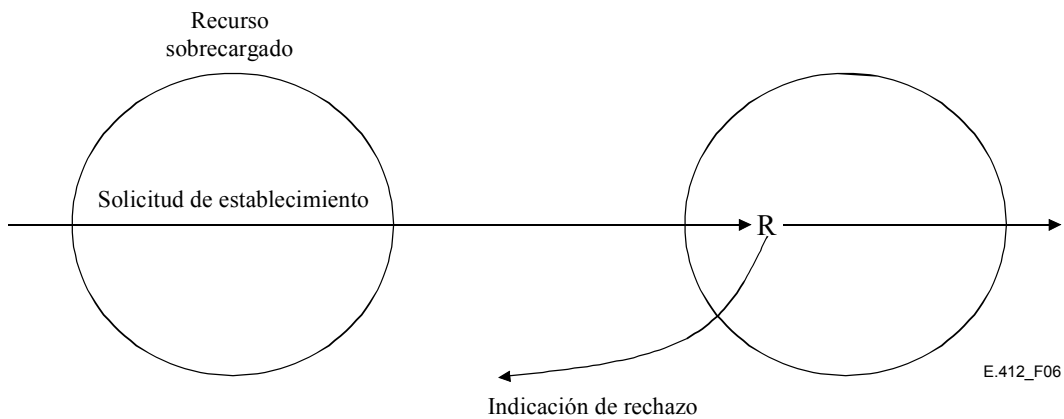 Recurso
sobrecargado
Solicitud de establecimiento
R
E.412_F06
Indicación de rechazo